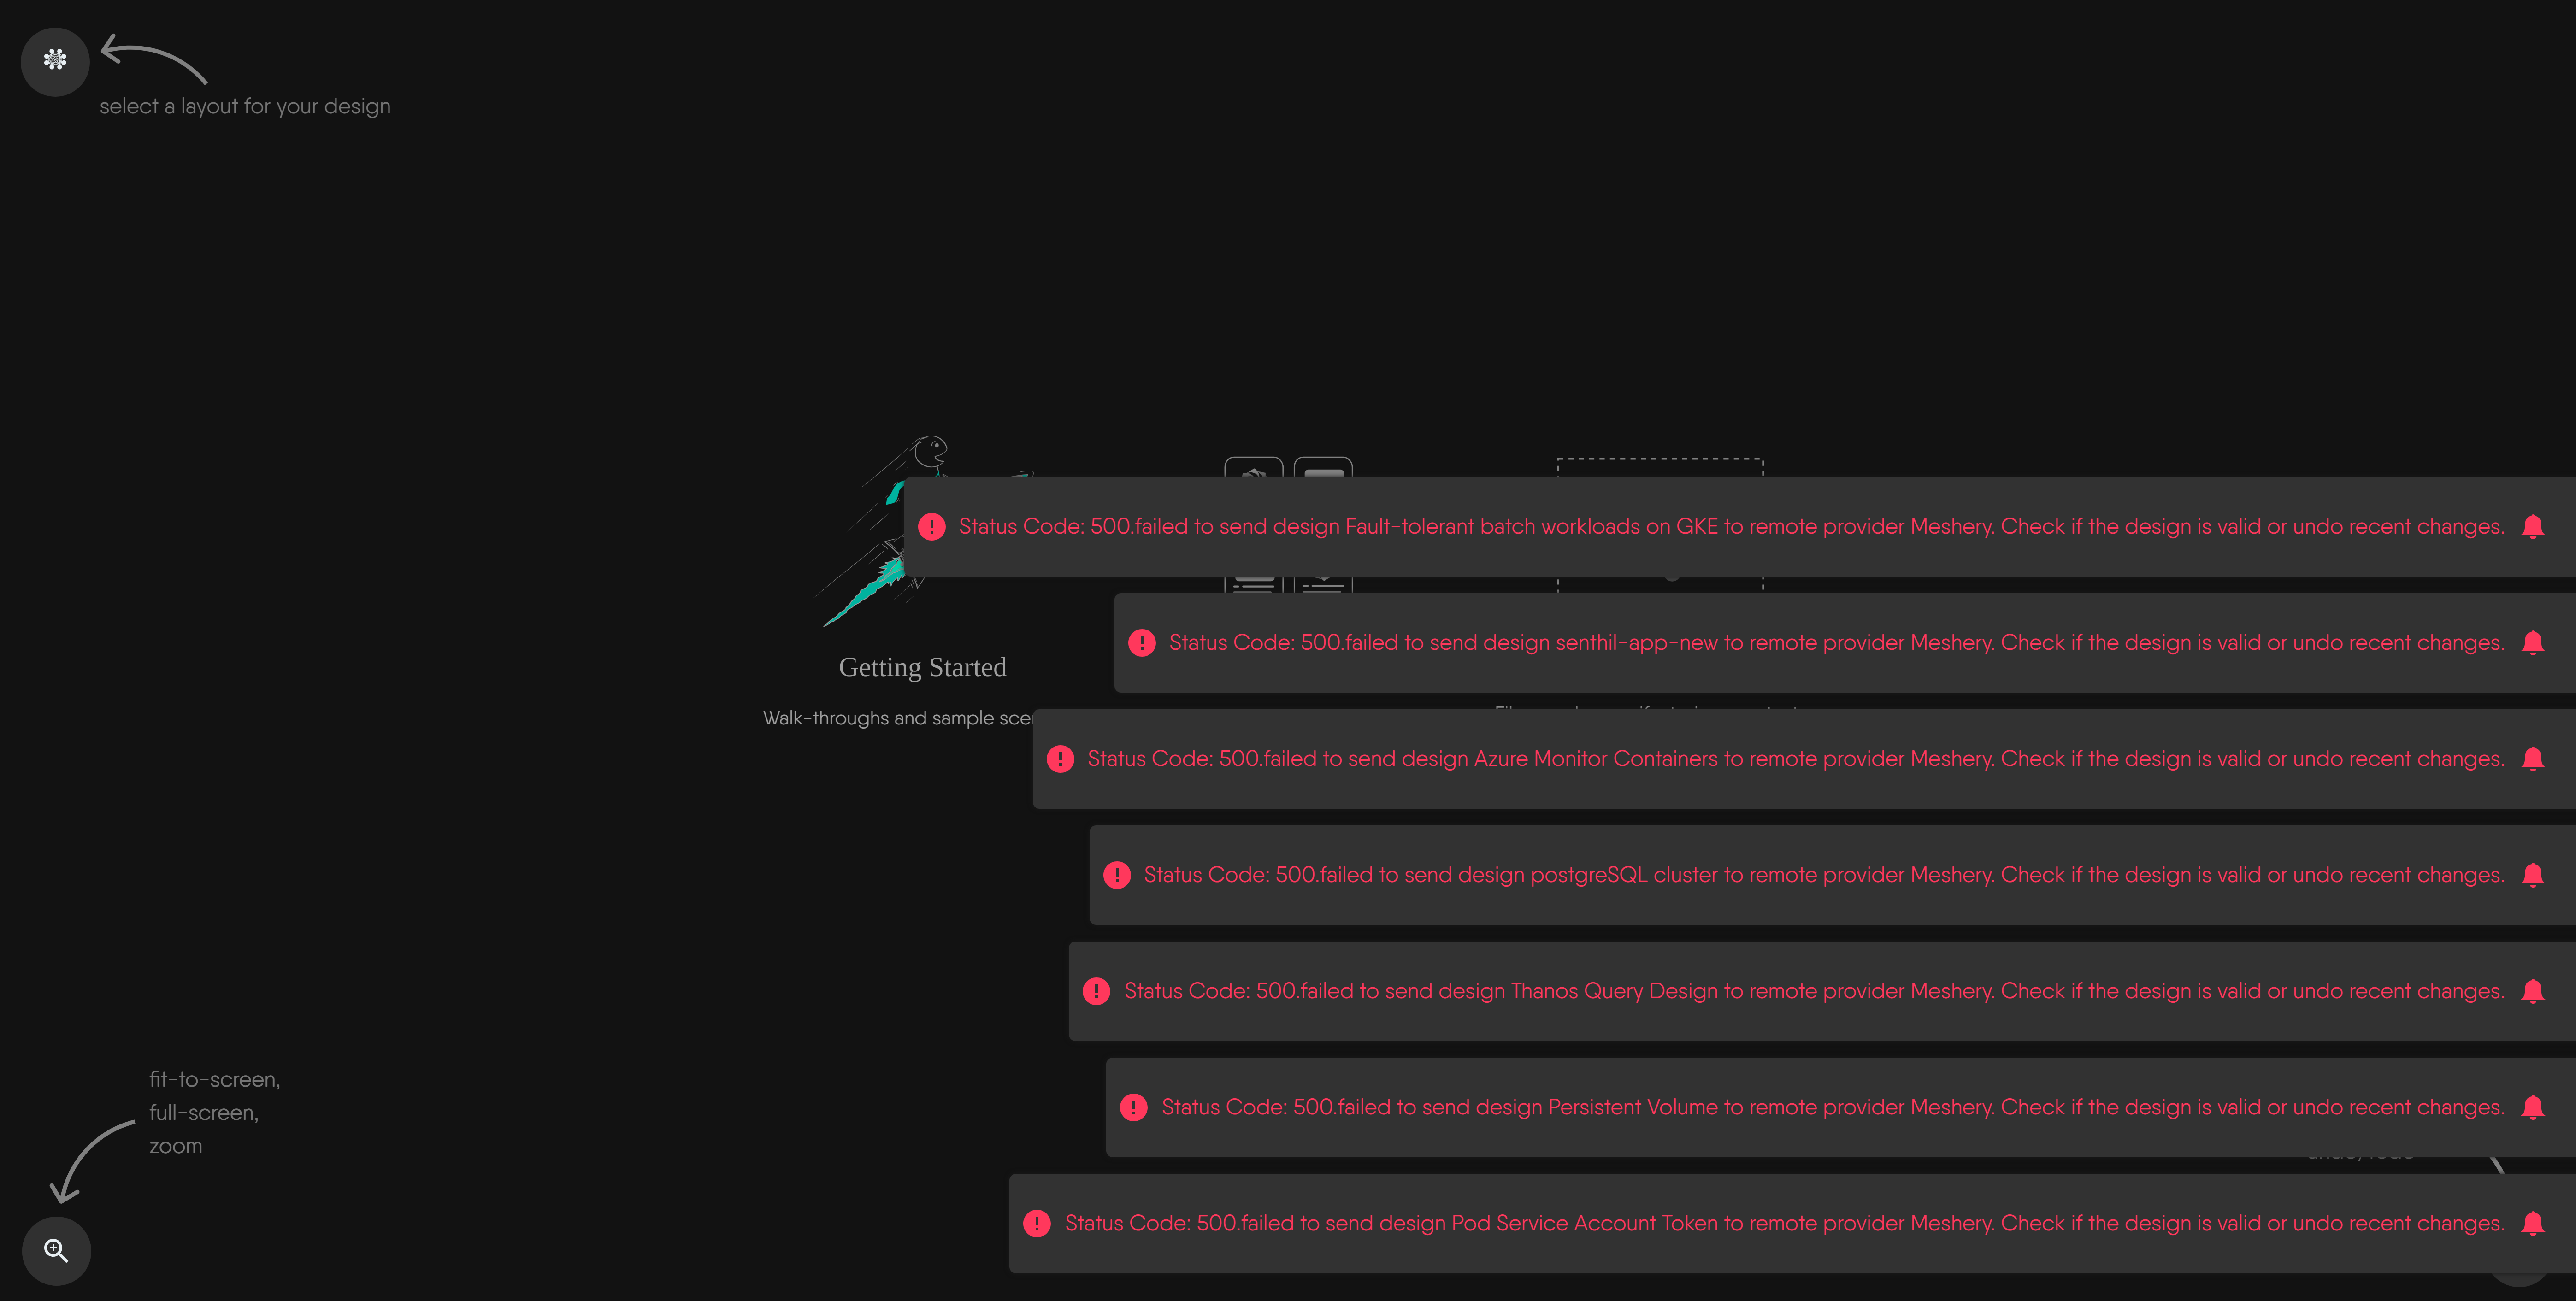 select a layout for your design
Status Code: 500.failed to send design Fault-tolerant batch workloads on GKE to remote provider Meshery. Check if the design is valid or undo recent changes.
Status Code: 500.failed to send design senthil-app-new to remote provider Meshery. Check if the design is valid or undo recent changes.
Getting Started
Walk-throughs and sample
Status Code: 500.failed to send design Azure Monitor Containers to remote provider Meshery. Check if the design is valid or undo recent changes.
Status Code: 500.failed to send design postgreSQL cluster to remote provider Meshery. Check if the design is valid or undo recent changes.
Status Code: 500.failed to send design Thanos Query Design to remote provider Meshery. Check if the design is valid or undo recent changes.
fit-to-screen,
full-screen,
zoom
Status Code: 500.failed to send design Persistent Volume to remote provider Meshery. Check if the design is valid or undo recent changes.
Status Code: 500.failed to send design Pod Service Account Token to remote provider Meshery. Check if the design is valid or undo recent changes.